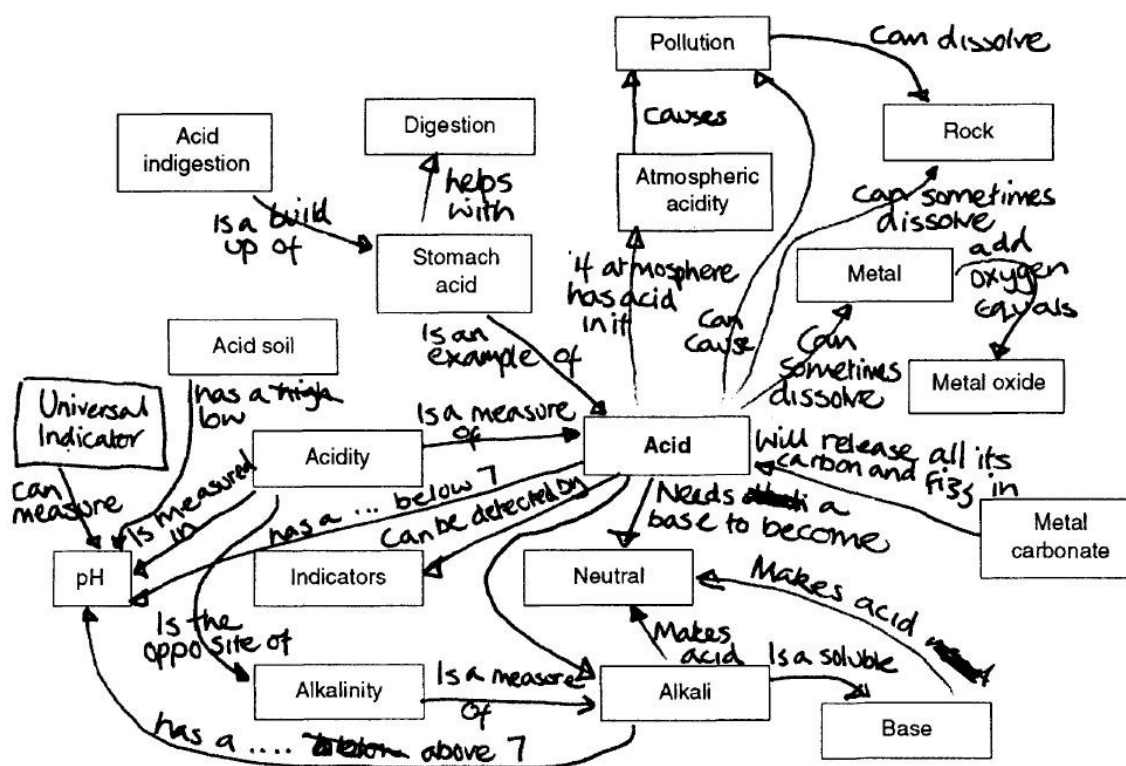 Pollution
can dissolve
Rock
causes
Digestion
Acid
indigestion
Atmospheric
acidity
helps
with
Is a build
up of
can sometimes
dissolve
Stomach
acid
if atmosphere
has acid
in it
Metal
add
oxygen
equals
can
cause
Can
sometimes
dissolve
Is an
example of
Acid soil
Metal oxide
has a high
low
Universal
Indicator
Is a measure
of
Acidity
Acid
will release all its
carbon and fizz in
can
measure
Is measured
in
has a ... below 7
can be detected by
Needs a
base to become
Metal
carbonate
pH
Indicators
Neutral
Makes acid
Is the
opposite of
Makes
acid
Is a soluble
Alkalinity
Is a measure
of
Alkali
Base
has a .... below above 7